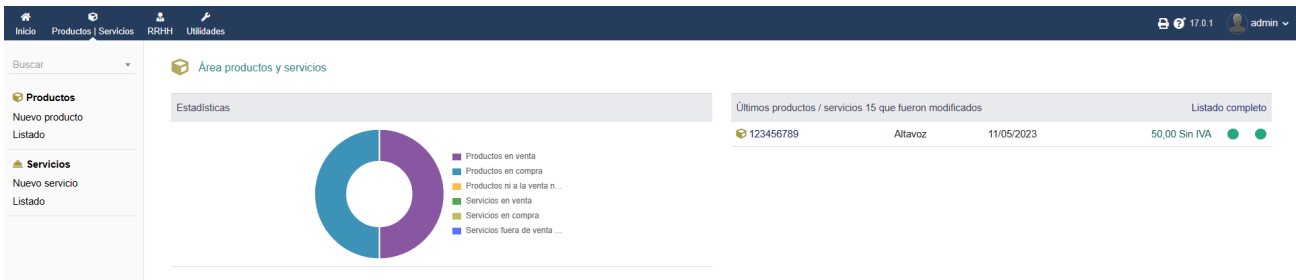 Inicio Productos | Servicios RRHH Utilidades 17.0.1 admin
Buscar
Productos
Nuevo producto
Listado
Servicios
Nuevo servicio
Listado
Área productos y servicios
Estadísticas
Productos en venta
Productos en compra
Productos ni a la venta n...
Servicios en venta
Servicios en compra
Servicios fuera de venta ...
Últimos productos / servicios 15 que fueron modificados Listado completo
123456789 Altavoz 11/05/2023 50,00 Sin IVA